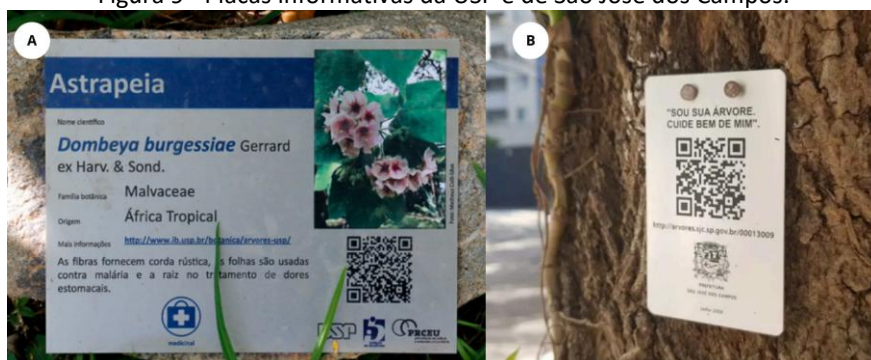 Figura 5 - Placas informativas da USP e de São José dos Campos.
A
Astrapeia
Nome científico
Dombeya burgessiae Gerrard
ex Harv. & Sond.
Família botânica Malvaceae
Origem África Tropical
Mais informações http://www.ib.usp.br/botanica/arvores-usp/
As fibras fornecem corda rústica, as folhas são usadas
contra malária e a raiz no tratamento de dores
estomacais.
medicinal
USP
PRCEU
B
"SOU SUA ÁRVORE.
CUIDE BEM DE MIM".
http://arvores.sjc.sp.gov.br/00013009
PREFEITURA
SÃO JOSÉ DOS CAMPOS